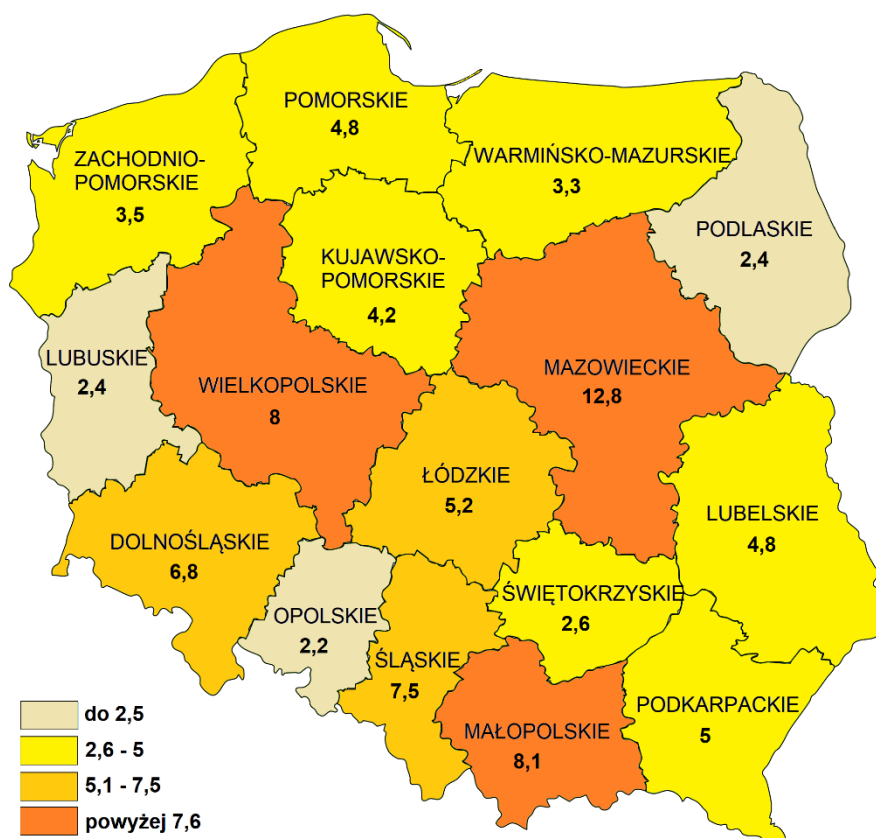 POMORSKIE
4,8
ZACHODNIO-
POMORSKIE
3,5
WARMIŃSKO-MAZURSKIE
3,3
PODLASKIE
2,4
KUJAWSKO-
POMORSKIE
4,2
LUBUSKIE
2,4
WIELKOPOLSKIE
8
MAZOWIECKIE
12,8
ŁÓDZKIE
5,2
LUBELSKIE
4,8
DOLNOŚLĄSKIE
6,8
OPOLSKIE
2,2
ŚWIĘTOKRZYSKIE
2,6
ŚLĄSKIE
7,5
MAŁOPOLSKIE
8,1
PODKARPACKIE
5
do 2,5
2,6 - 5
5,1 - 7,5
powyżej 7,6